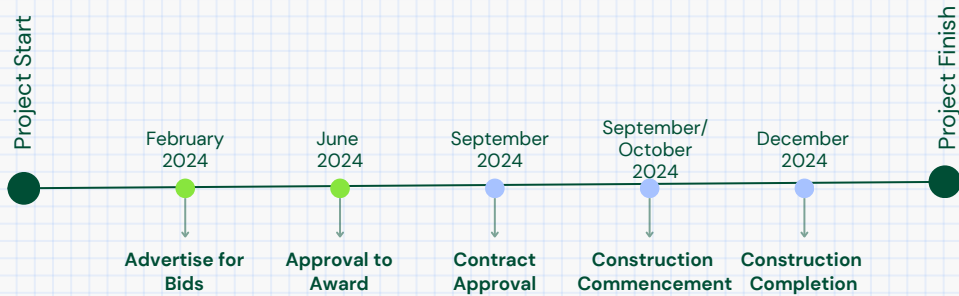 Project Start
February
2024
June
2024
September
2024
September/
October
2024
December
2024
Project Finish
Advertise for
Bids
Approval to
Award
Contract
Approval
Construction
Commencement
Construction
Completion